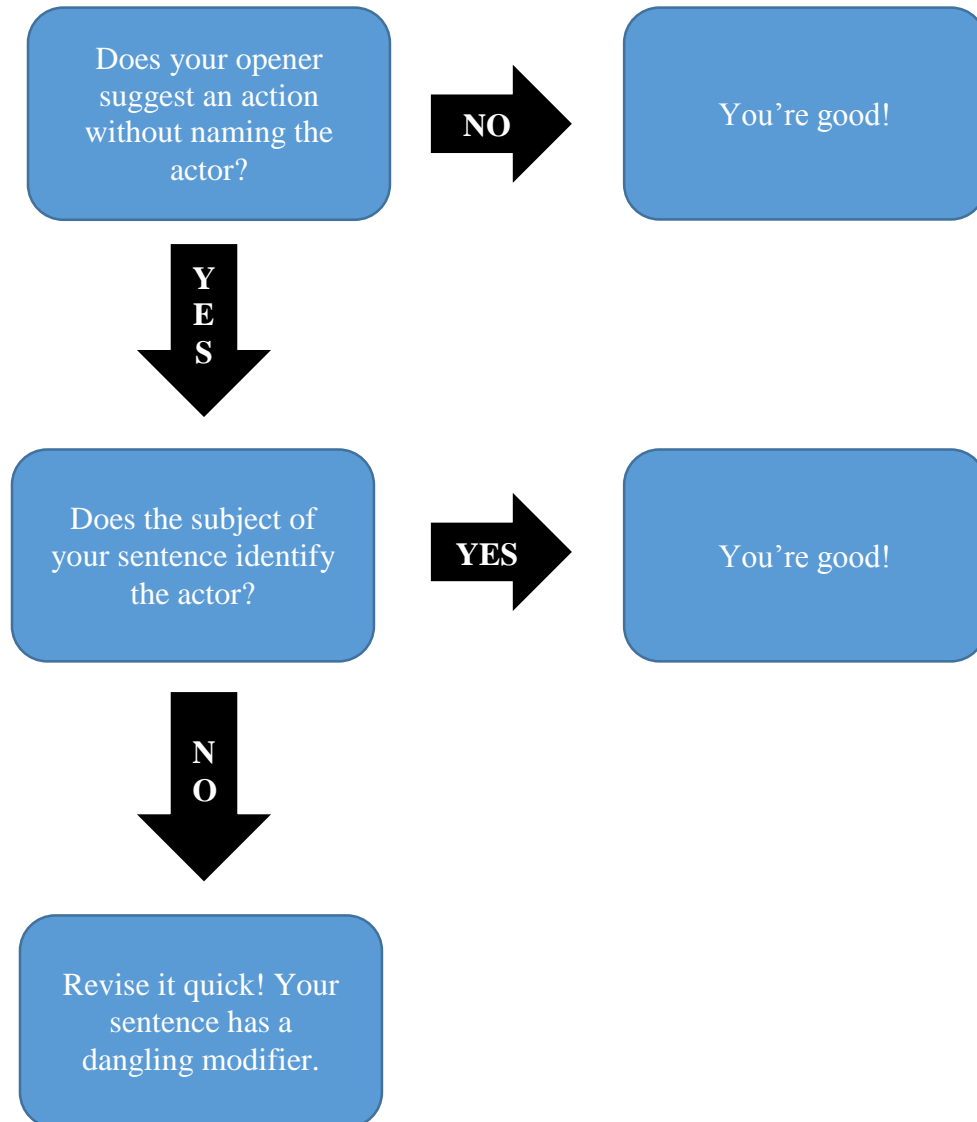 Does your opener
suggest an action
without naming the
actor?
NO
You’re good!
Y
E
S
Does the subject of
your sentence identify
the actor?
YES
You’re good!
N
O
Revise it quick! Your
sentence has a
dangling modifier.